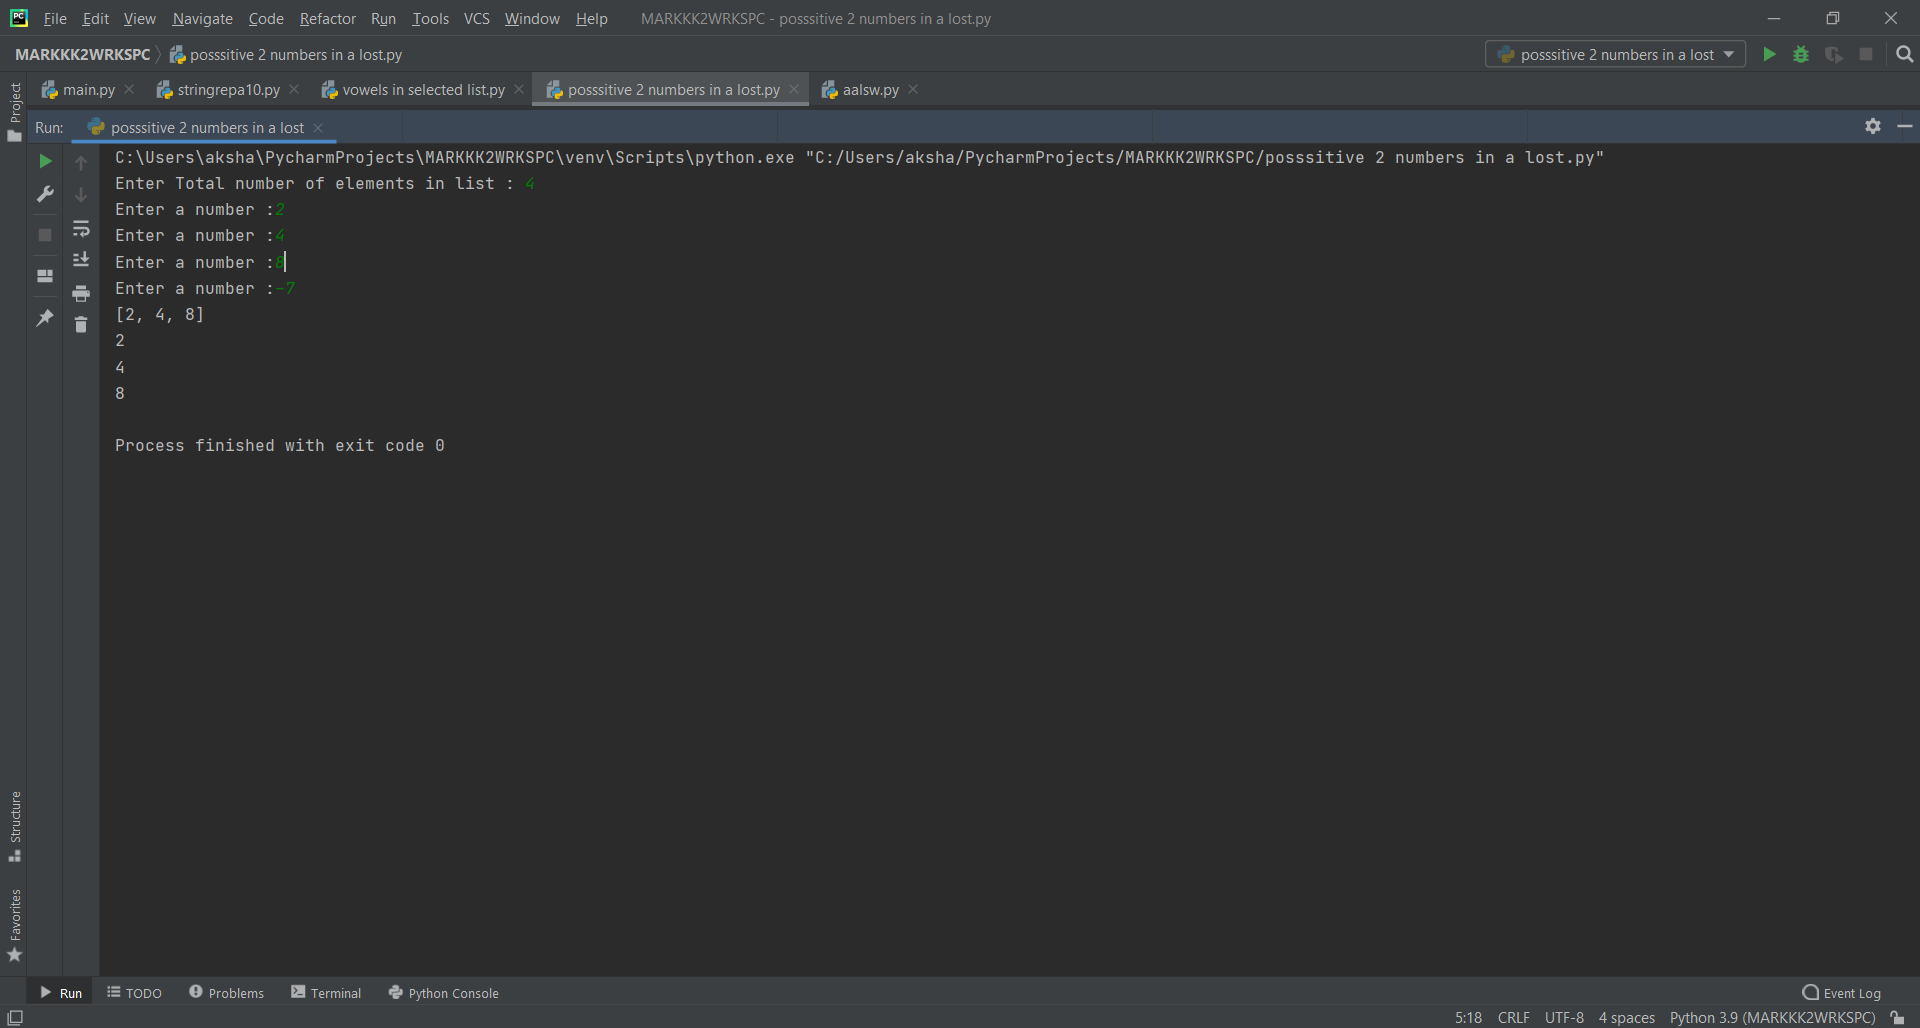 PC File Edit View Navigate Code Refactor Run Tools VCS Window Help MARKKK2WRKSPC - posssitive 2 numbers in a lost.py
MARKKK2WRKSPC posssitive 2 numbers in a lost.py posssitive 2 numbers in a lost
main.py stringrepa10.py vowels in selected list.py posssitive 2 numbers in a lost.py aalsw.py
Project
Run: posssitive 2 numbers in a lost
C:\Users\aksha\PycharmProjects\MARKKK2WRKSPC\venv\Scripts\python.exe "C:/Users/aksha/PycharmProjects/MARKKK2WRKSPC/posssitive 2 numbers in a lost.py"
Enter Total number of elements in list : 4
Enter a number :2
Enter a number :4
Enter a number :8
Enter a number :-7
[2, 4, 8]
2
4
8
Process finished with exit code 0
Structure
Favorites
Run TODO Problems Terminal Python Console Event Log
5:18 CRLF UTF-8 4 spaces Python 3.9 (MARKKK2WRKSPC)